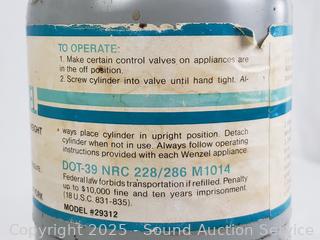 TO OPERATE:
1. Make certain control valves on appliances are
in the off position.
2. Screw cylinder into valve until hand tight. Al-
ways place cylinder in upright position. Detach
cylinder when not in use. Always follow operating
instructions provided with each Wenzel appliance.
DOT-39 NRC 228/286 M1014
Federal law forbids transportation if refilled. Penalty
up to $10,000 fine and ten years imprisonment.
(18 U.S.C. 831-835).
MODEL #29312
Copyright 2025 - Sound Auction Service